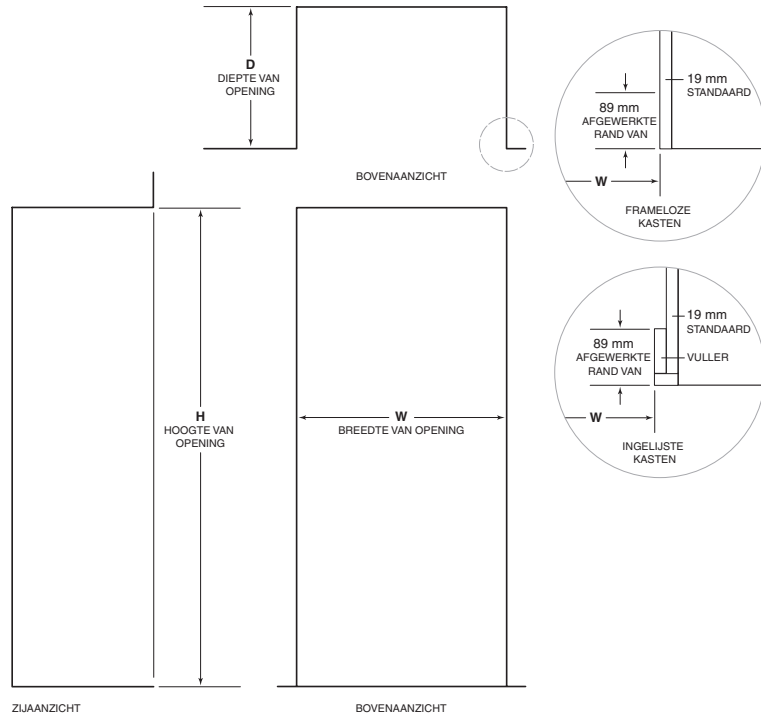 D
DIEPTE VAN
OPENING
BOVENAANZICHT
19 mm
STANDAARD
89 mm
AFGEWERKTE
RAND VAN
W
FRAMELOZE
KASTEN
19 mm
STANDAARD
89 mm
AFGEWERKTE
RAND VAN
VULLER
W
INGELIJSTE
KASTEN
H
HOOGTE VAN
OPENING
W
BREEDTE VAN OPENING
ZIJAANZICHT
BOVENAANZICHT